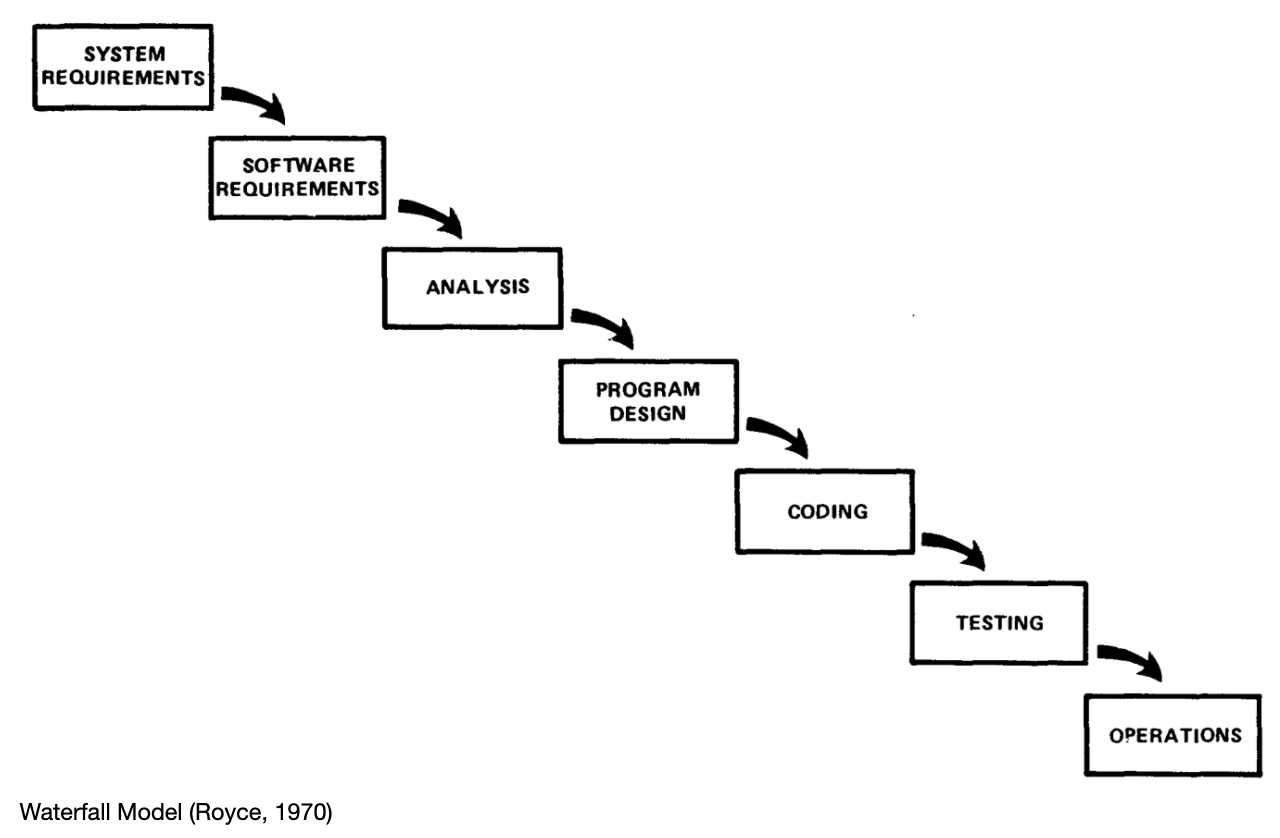 SYSTEM
REQUIREMENTS
SOFTWARE
REQUIREMENTS
ANALYSIS
PROGRAM
DESIGN
CODING
TESTING
OPERATIONS
Waterfall Model (Royce, 1970)